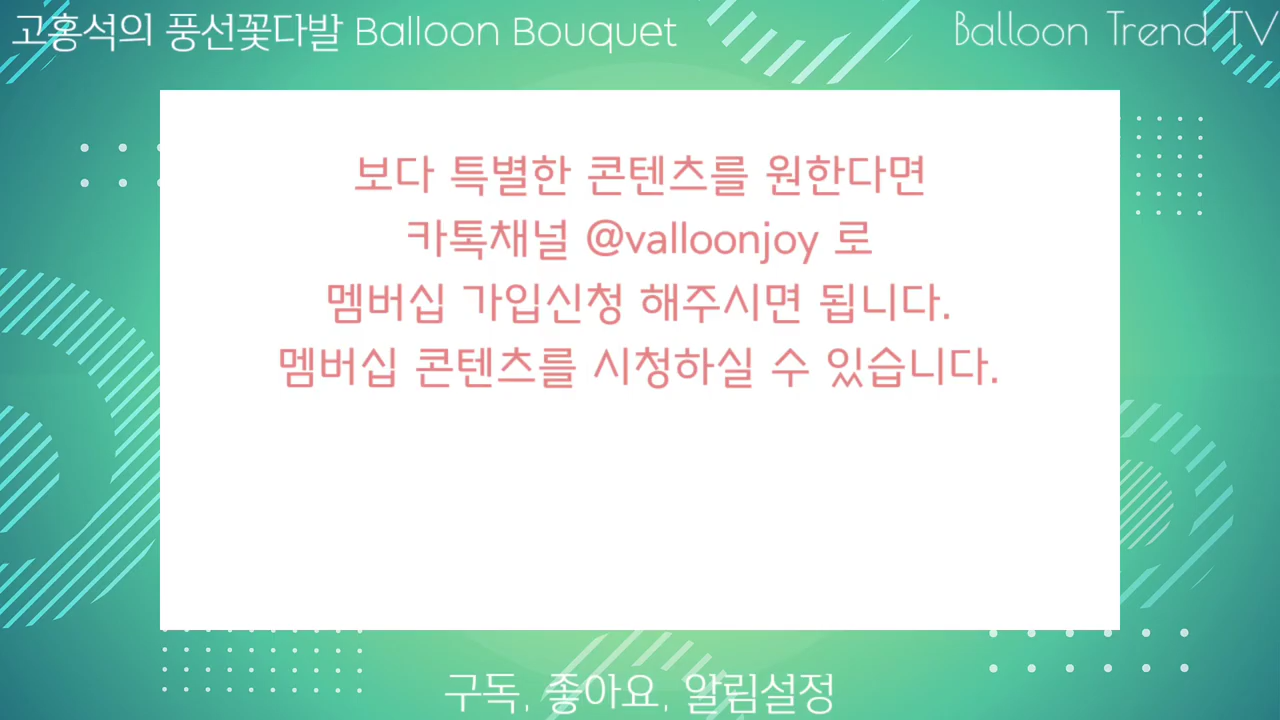 고홍석의 풍선꽃다발 Balloon Bouquet
Balloon Trend TV
보다 특별한 콘텐츠를 원한다면
카톡채널 @valloonjoy 로
멤버십 가입신청 해주시면 됩니다.
멤버십 콘텐츠를 시청하실 수 있습니다.
구독, 좋아요, 알림설정